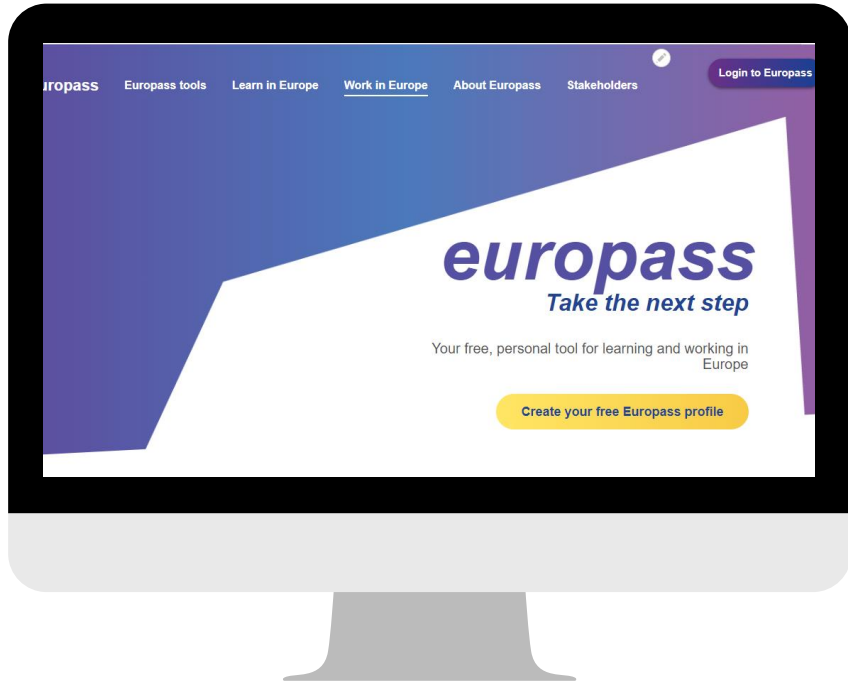 uropass Europass tools Learn in Europe Work in Europe About Europass Stakeholders Login to Europass
europass
Take the next step
Your free, personal tool for learning and working in
Europe
Create your free Europass profile